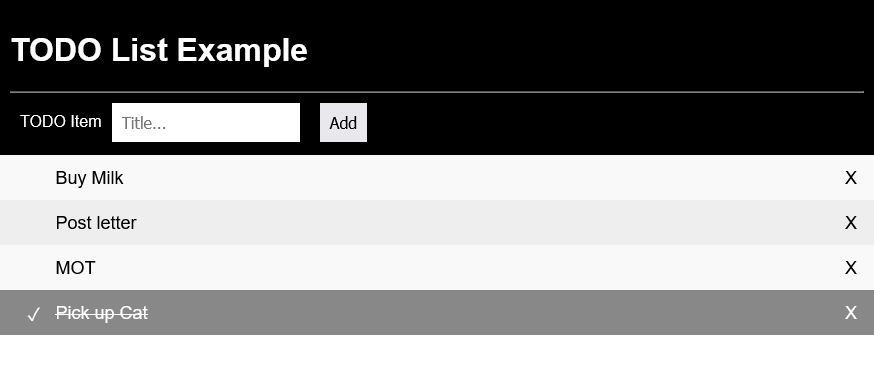 TODO List Example
TODO Item Title... Add
Buy Milk X
Post letter X
MOT X
✓ Pick up Cat X